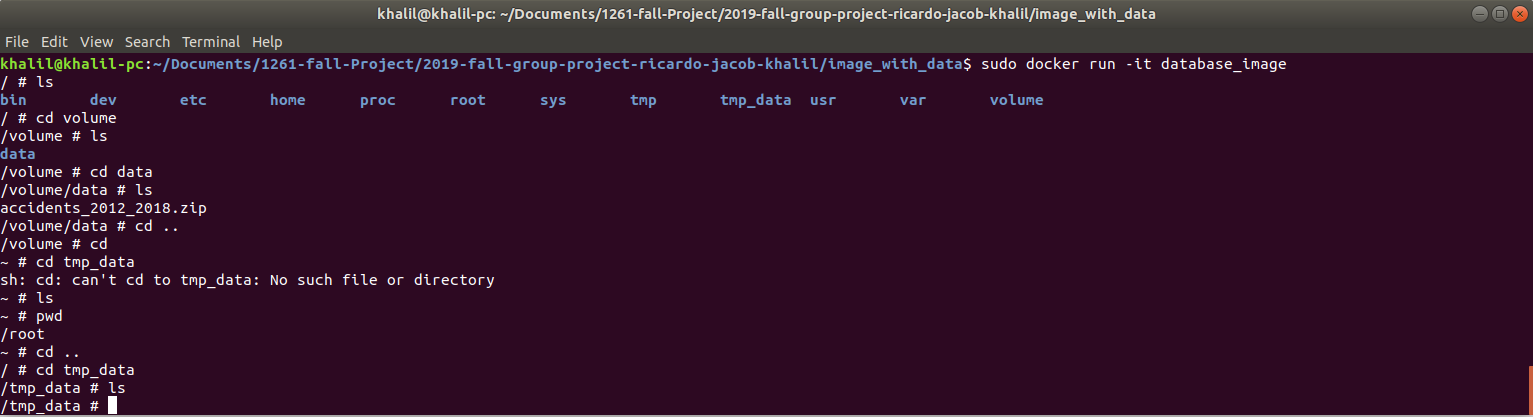 khalil@khalil-pc: ~/Documents/1261-fall-Project/2019-fall-group-project-ricardo-jacob-khalil/image_with_data
File Edit View Search Terminal Help
khalil@khalil-pc:~/Documents/1261-fall-Project/2019-fall-group-project-ricardo-jacob-khalil/image_with_data$ sudo docker run -it database_image
/ # ls
bin dev etc home proc root sys tmp tmp_data usr var volume
/ # cd volume
/volume # ls
data
/volume # cd data
/volume/data # ls
accidents_2012_2018.zip
/volume/data # cd ..
/volume # cd
~ # cd tmp_data
sh: cd: can't cd to tmp_data: No such file or directory
~ # ls
~ # pwd
/root
~ # cd ..
/ # cd tmp_data
/tmp_data # ls
/tmp_data #